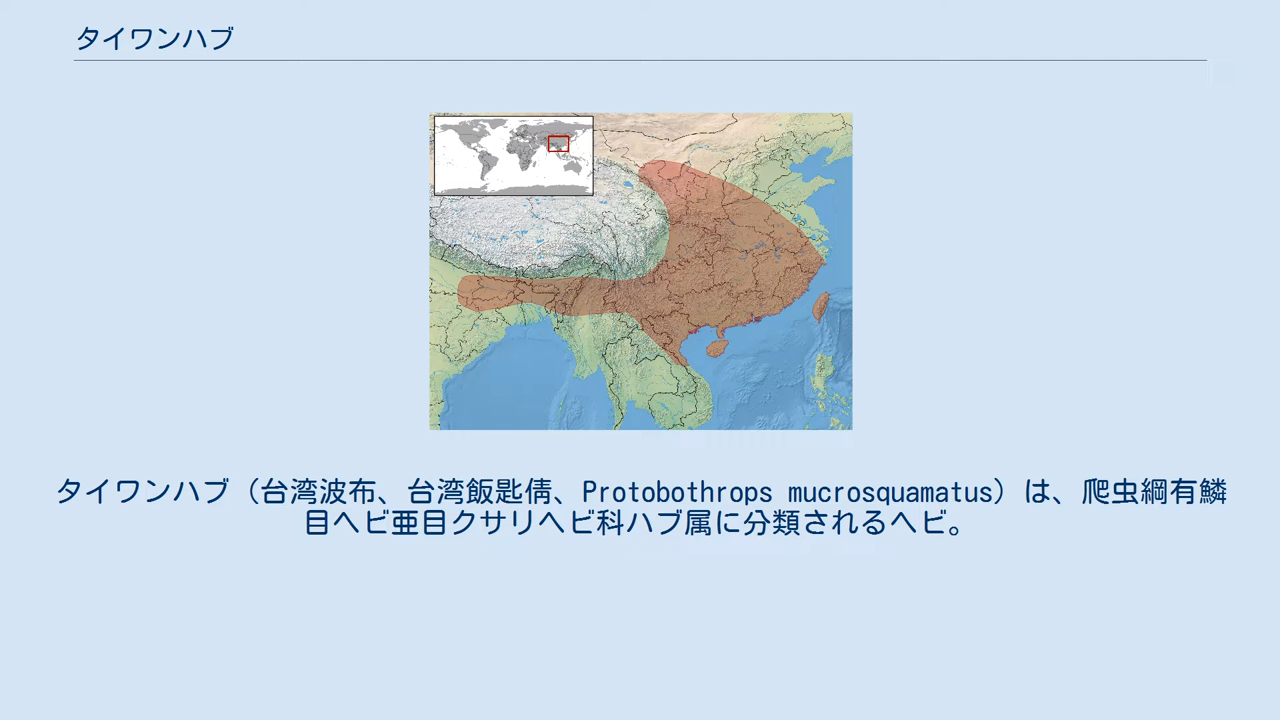 タイワンハブ
タイワンハブ（台湾波布、台湾飯匙倩、Protobothrops mucrosquamatus）は、爬虫綱有鱗
目ヘビ亜目クサリヘビ科ハブ属に分類されるヘビ。